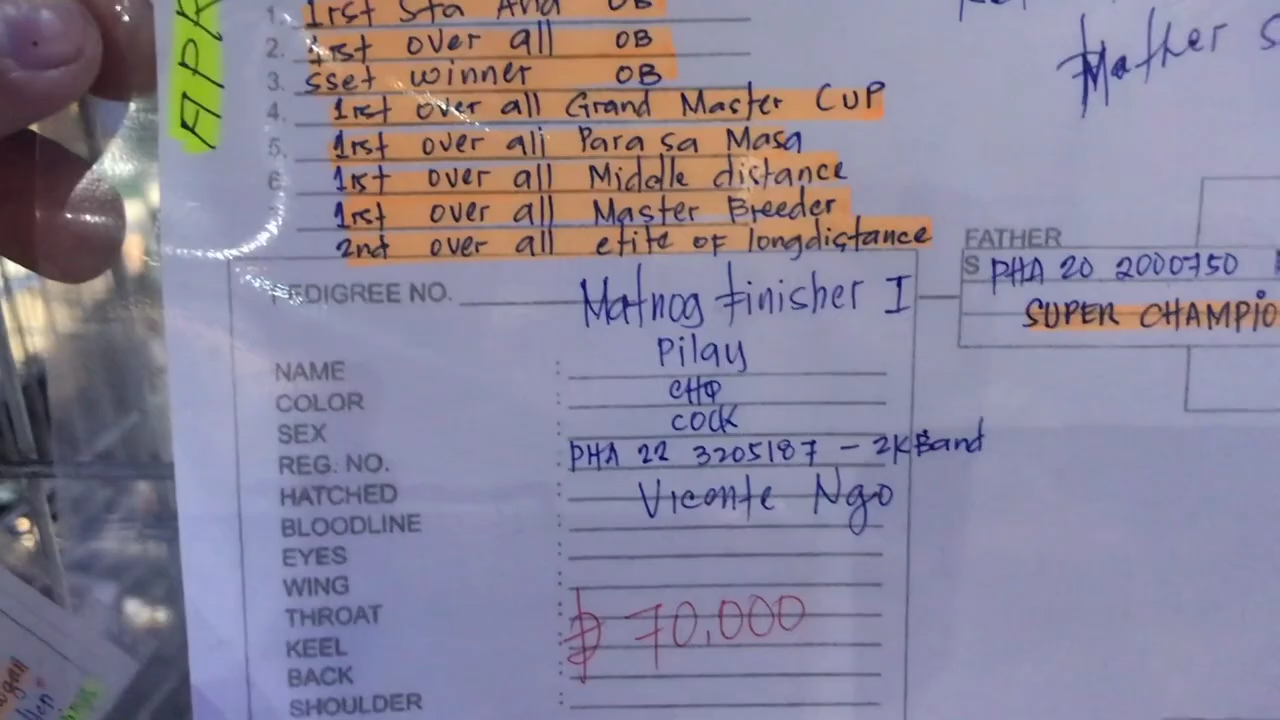 1. 1rst Sta Ana OB
2. 1rst over all OB
3. sset winner OB
4. 1rst over all Grand Master CUP
5. 1rst over all Para sa Masa
6. 1rst over all Middle distance
1rst over all Master Breeder
2nd over all elite of longdistance
Mather S
APR
FATHER
S PHA 20 2000750
SUPER CHAMPIO
PEDIGREE NO. Matnog Finisher I
NAME : Pilay
COLOR : CHQ
SEX : COCK
REG. NO. : PHA 22 3205187 - 2K Band
HATCHED : Vicente Ngo
BLOODLINE :
EYES :
WING :
THROAT : ₱ 70,000
KEEL :
BACK :
SHOULDER :